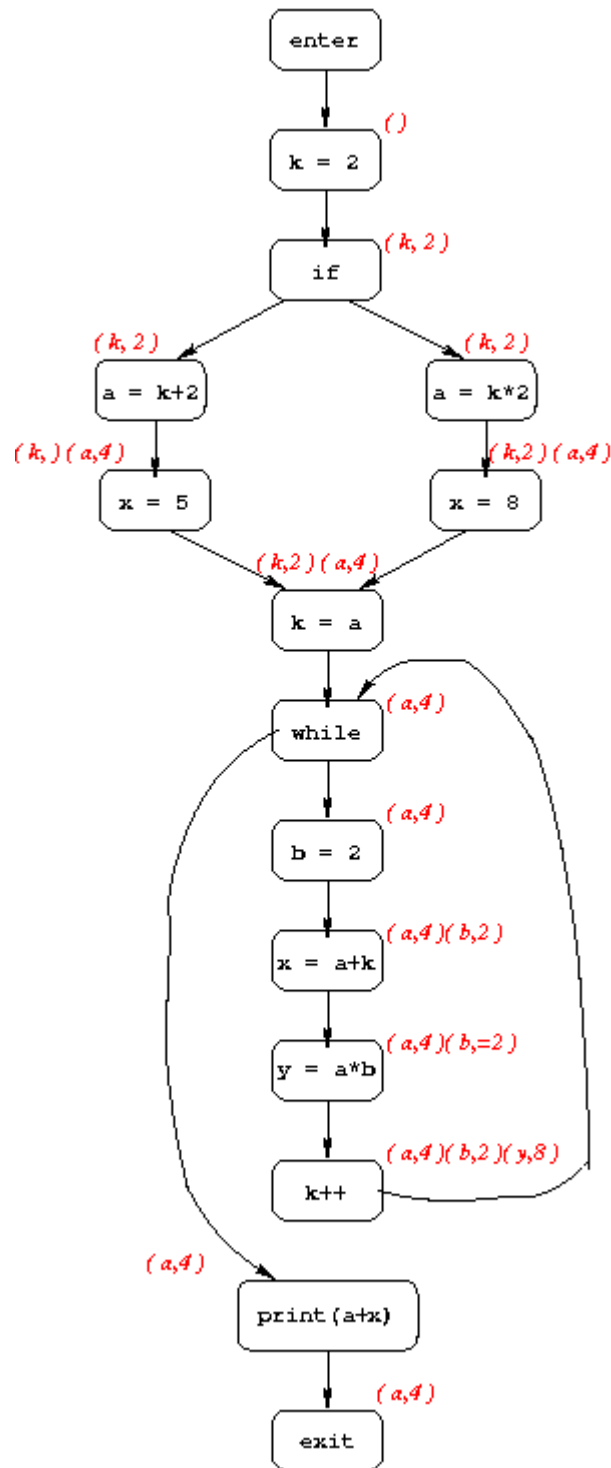 enter
( )
k = 2
( k, 2 )
if
( k, 2 )
( k, 2 )
a = k+2
a = k*2
( k, ) ( a,4 )
( k,2 ) ( a,4 )
x = 5
x = 8
( k,2 ) ( a,4 )
k = a
( a,4 )
while
( a,4 )
b = 2
( a,4 ) ( b,2 )
x = a+k
( a,4 ) ( b,=2 )
y = a*b
( a,4 ) ( b,2 ) ( y,8 )
k++
( a,4 )
print(a+x)
( a,4 )
exit